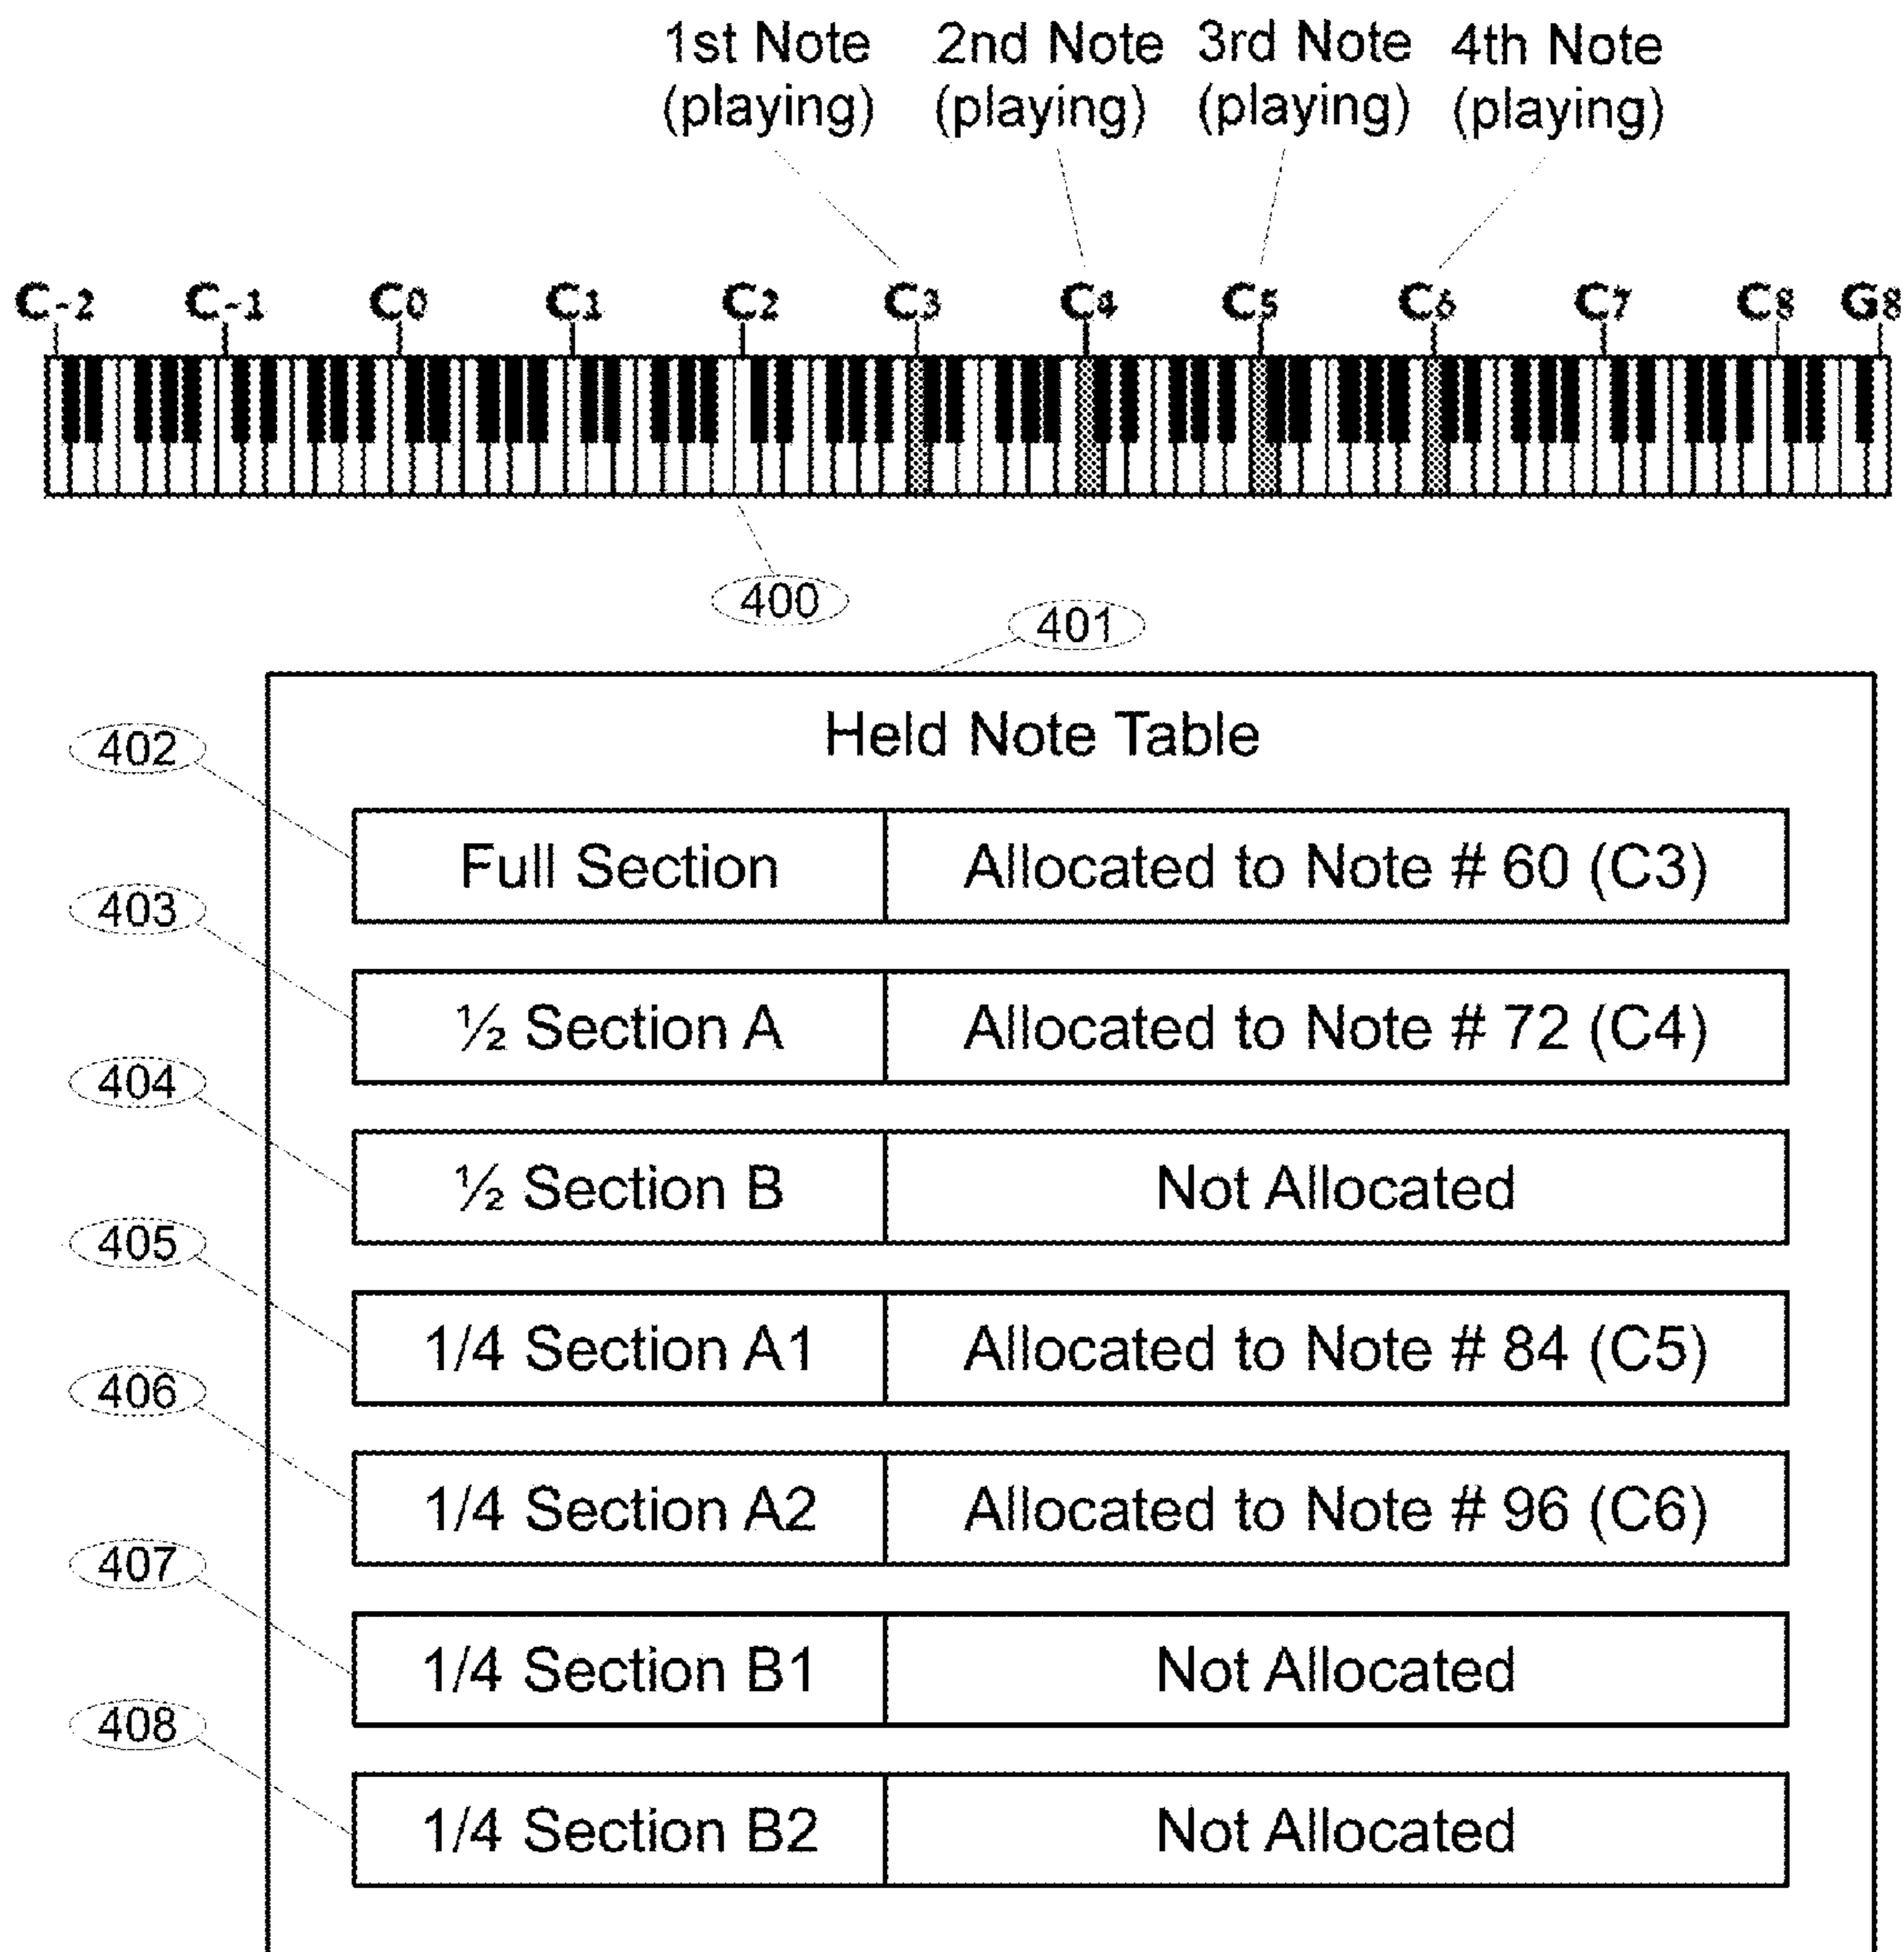 1st Note 2nd Note 3rd Note 4th Note
(playing) (playing) (playing) (playing)
C-2 C-1 C0 C1 C2 C3 C4 C5 C6 C7 C8 G8
400
401
Held Note Table
402
Full Section Allocated to Note # 60 (C3)
403
½ Section A Allocated to Note # 72 (C4)
404
½ Section B Not Allocated
405
1/4 Section A1 Allocated to Note # 84 (C5)
406
1/4 Section A2 Allocated to Note # 96 (C6)
407
1/4 Section B1 Not Allocated
408
1/4 Section B2 Not Allocated